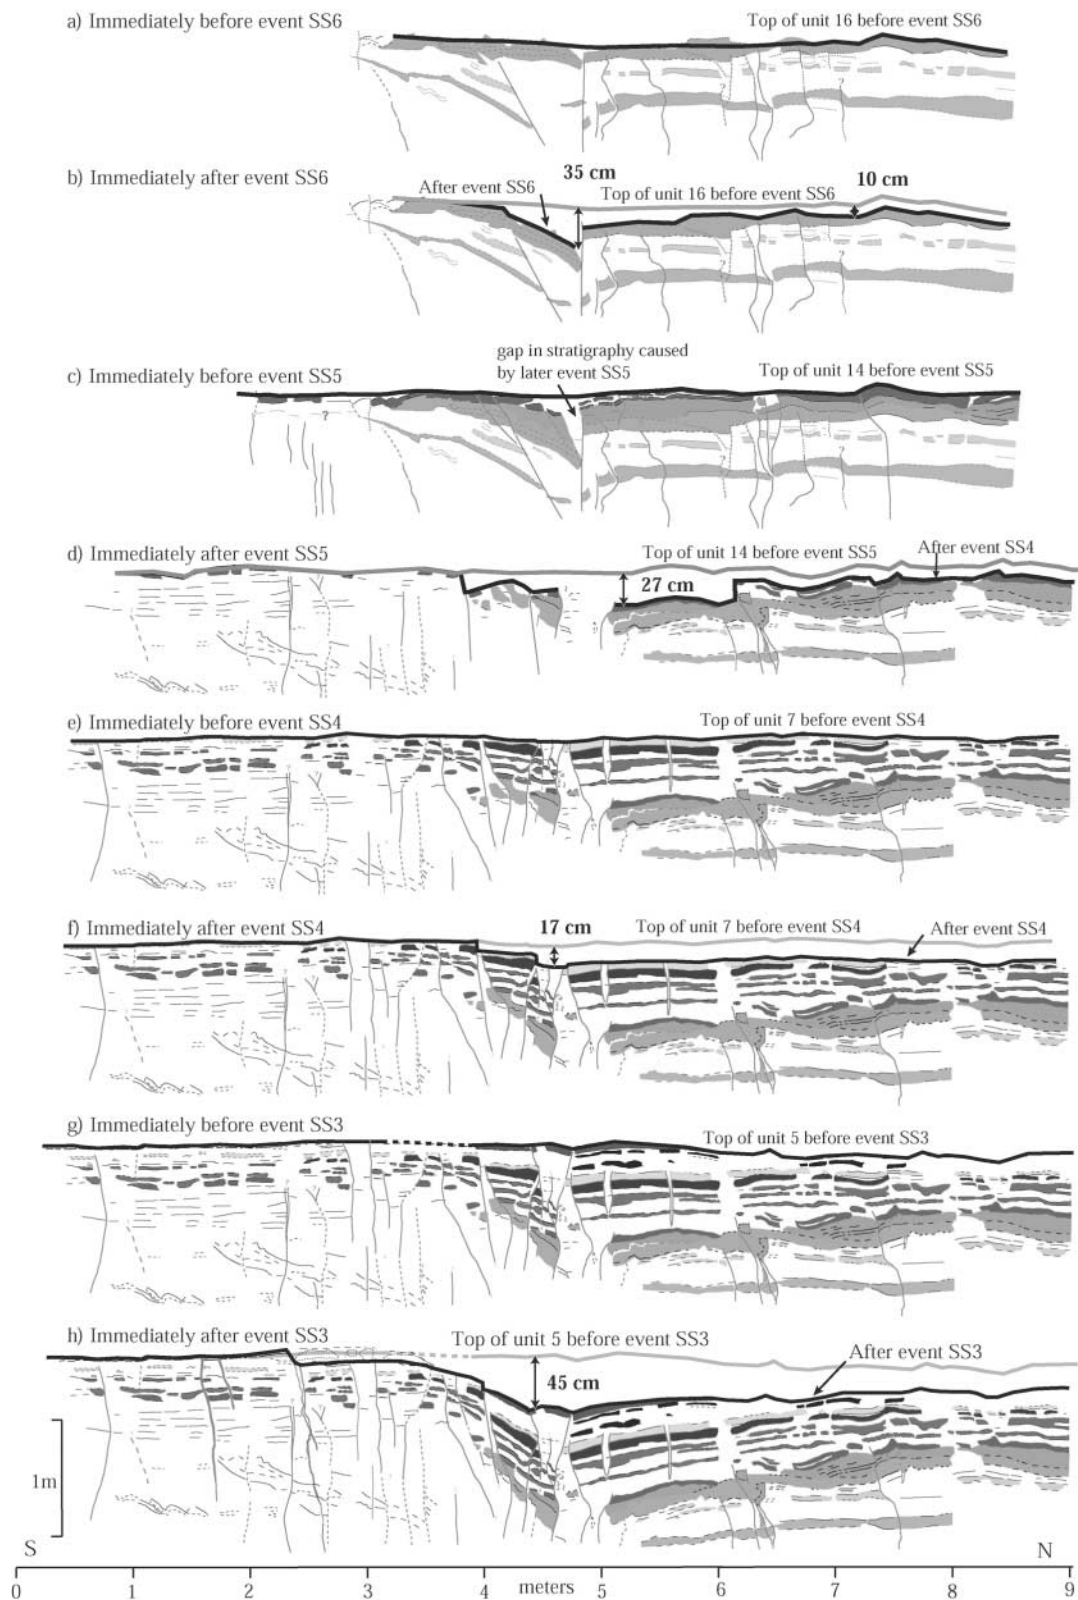 a) Immediately before event SS6
Top of unit 16 before event SS6
?
?
b) Immediately after event SS6
After event SS6
35 cm
Top of unit 16 before event SS6
10 cm
?
?
c) Immediately before event SS5
gap in stratigraphy caused
by later event SS5
Top of unit 14 before event SS5
?
?
?
d) Immediately after event SS5
Top of unit 14 before event SS5
After event SS4
27 cm
e) Immediately before event SS4
Top of unit 7 before event SS4
f) Immediately after event SS4
17 cm
Top of unit 7 before event SS4
After event SS4
g) Immediately before event SS3
Top of unit 5 before event SS3
h) Immediately after event SS3
Top of unit 5 before event SS3
After event SS3
45 cm
1m
S
N
0 1 2 3 4 meters 5 6 7 8 9